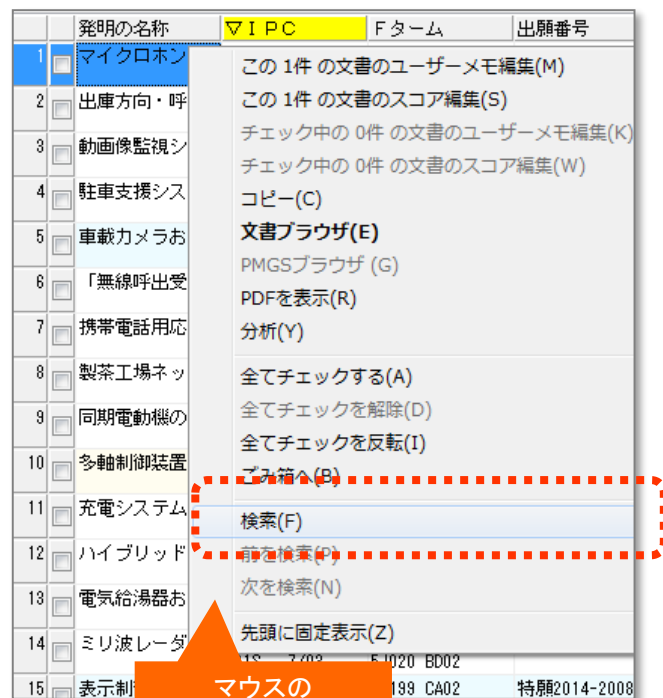 発明の名称 ▽IPC Fターム 出願番号
1 マイクロホン
2 出庫方向・呼
3 動画像監視シ
4 駐車支援シス
5 車載カメラお
6 「無線呼出受
7 携帯電話用応
8 製茶工場ネッ
9 同期電動機の
10 多軸制御装置
11 充電システム
12 ハイブリッド
13 電気給湯器お
14 ミリ波レーダ
15 表示制
この 1件 の文書のユーザーメモ編集(M)
この 1件 の文書のスコア編集(S)
チェック中の 0件 の文書のユーザーメモ編集(K)
チェック中の 0件 の文書のスコア編集(W)
コピー(C)
文書ブラウザ(E)
PMGSブラウザ (G)
PDFを表示(R)
分析(Y)
全てチェックする(A)
全てチェックを解除(D)
全てチェックを反転(I)
ごみ箱へ(B)
検索(F)
前を検索(P)
次を検索(N)
先頭に固定表示(Z)
7/03 5J020 BD02
199 CA02 特願2014-2008
マウスの